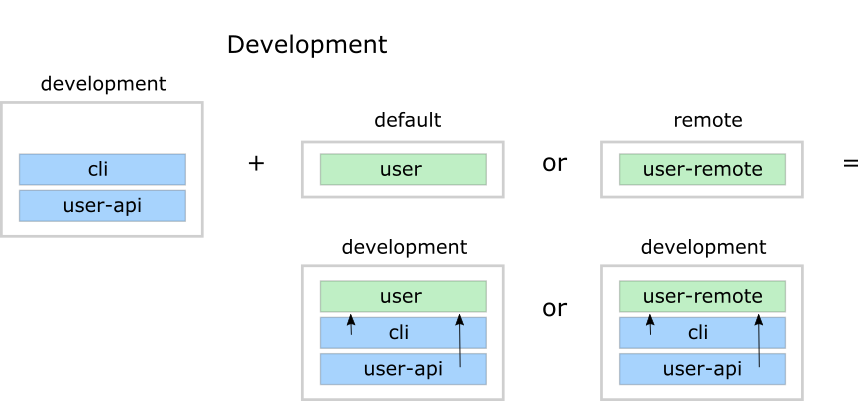 Development
development
default
remote
cli
user-api
+
user
or
user-remote
=
development
development
user
cli
user-api
or
user-remote
cli
user-api